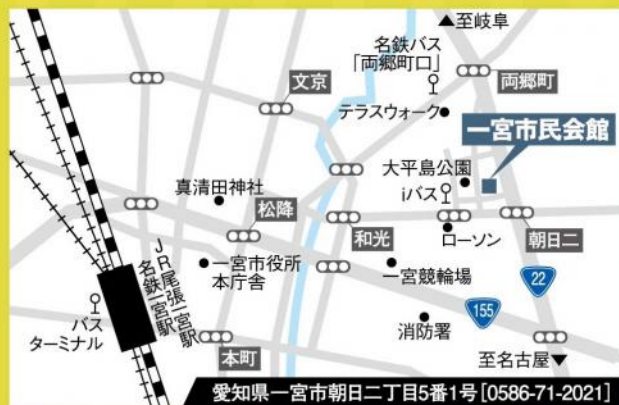 ▲至岐阜
名鉄バス
「両郷町口」
文京
両郷町
テラスウォーク
一宮市民会館
大平島公園
iバス
真清田神社
松降
和光
ローソン
朝日二
一宮市役所
本庁舎
一宮競輪場
22
JR尾張一宮駅
名鉄一宮駅
155
バス
ターミナル
消防署
本町
至名古屋▼
愛知県一宮市朝日二丁目5番1号[0586-71-2021]